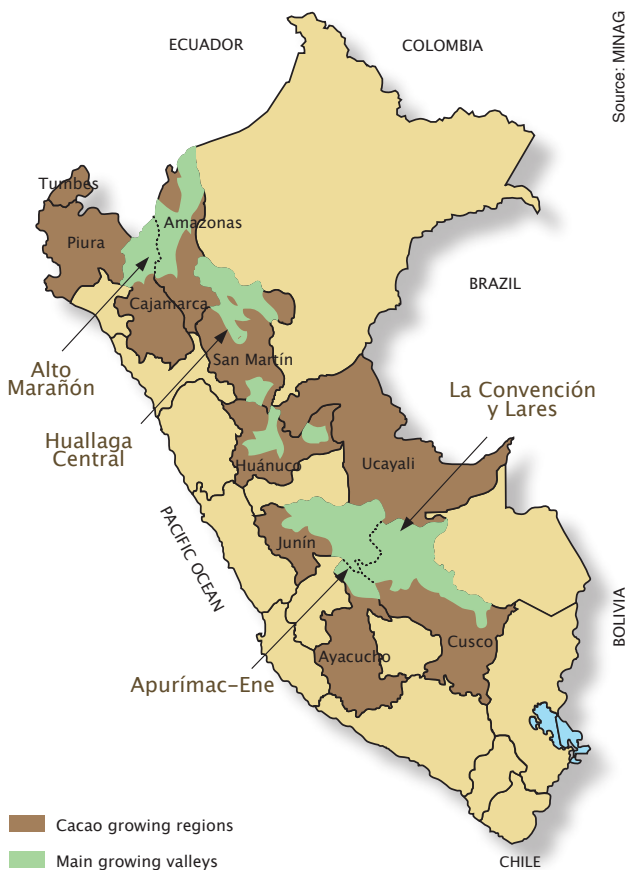 ECUADOR
COLOMBIA
Source: MINAG
Tumbes
Amazonas
Piura
BRAZIL
Cajamarca
San Martín
Alto
Marañón
La Convención
y Lares
Huallaga
Central
Huánuco
Ucayali
PACIFIC OCEAN
Junín
BOLIVIA
Cusco
Ayacucho
Apurímac-Ene
Cacao growing regions
Main growing valleys
CHILE